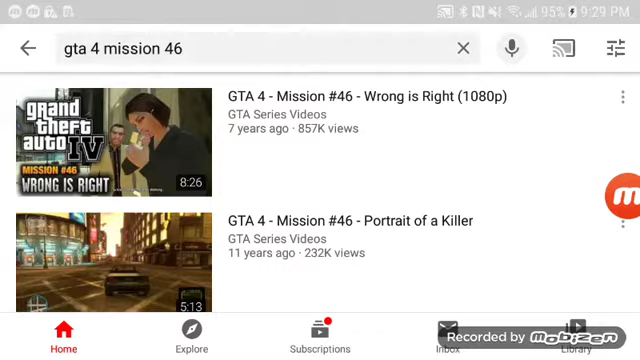 95% 9:29 PM
gta 4 mission 46
grand
theft
auto IV
MISSION #46
WRONG IS RIGHT
8:26
GTA 4 - Mission #46 - Wrong is Right (1080p)
GTA Series Videos
7 years ago · 857K views
5:13
GTA 4 - Mission #46 - Portrait of a Killer
GTA Series Videos
11 years ago · 232K views
Home
Explore
Subscriptions
Inbox
Library
Recorded by Mobizen